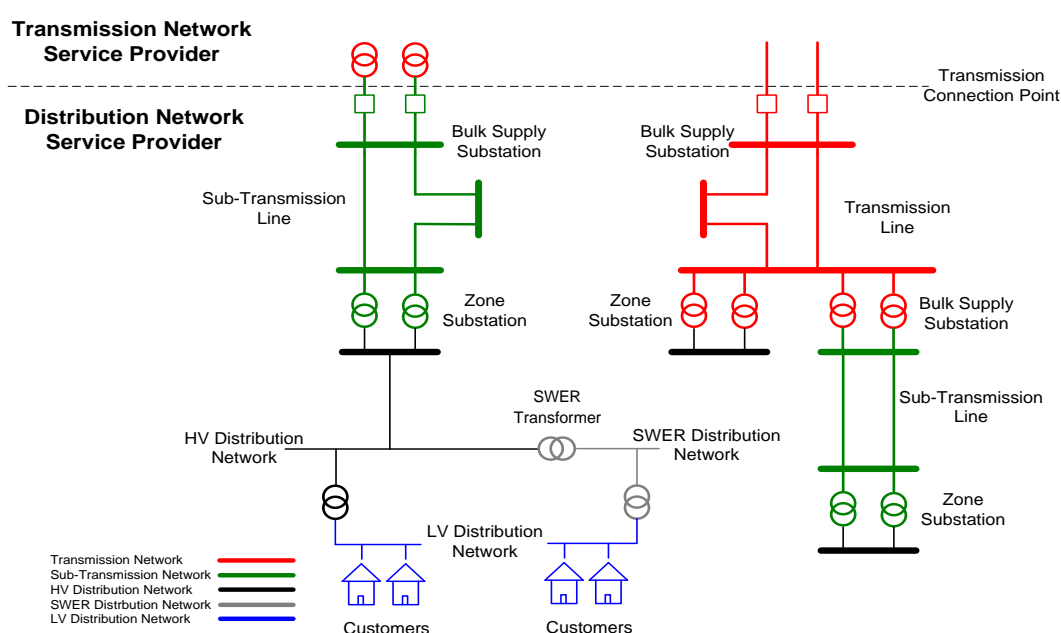 Transmission Network
Service Provider
Transmission
Connection Point
Distribution Network
Service Provider
Bulk Supply
Substation
Bulk Supply
Substation
Sub-Transmission
Line
Transmission
Line
Zone
Substation
Zone
Substation
Bulk Supply
Substation
SWER
Transformer
Sub-Transmission
Line
HV Distribution
Network
SWER Distribution
Network
Zone
Substation
LV Distribution
Network
Transmission Network
Sub-Transmission Network
HV Distribution Network
SWER Distrbution Network
LV Distribution Network
Customers
Customers